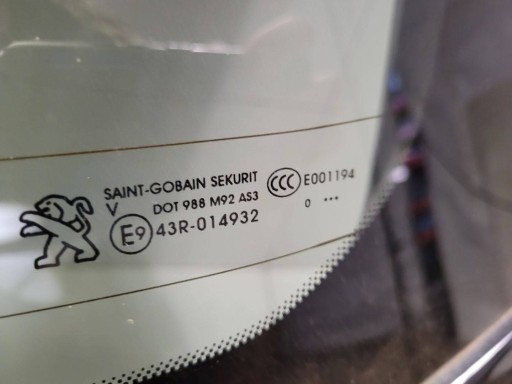 SAINT-GOBAIN SEKURIT
V DOT 988 M92 AS3
E9 43R-014932
CCC E001194
0 •••